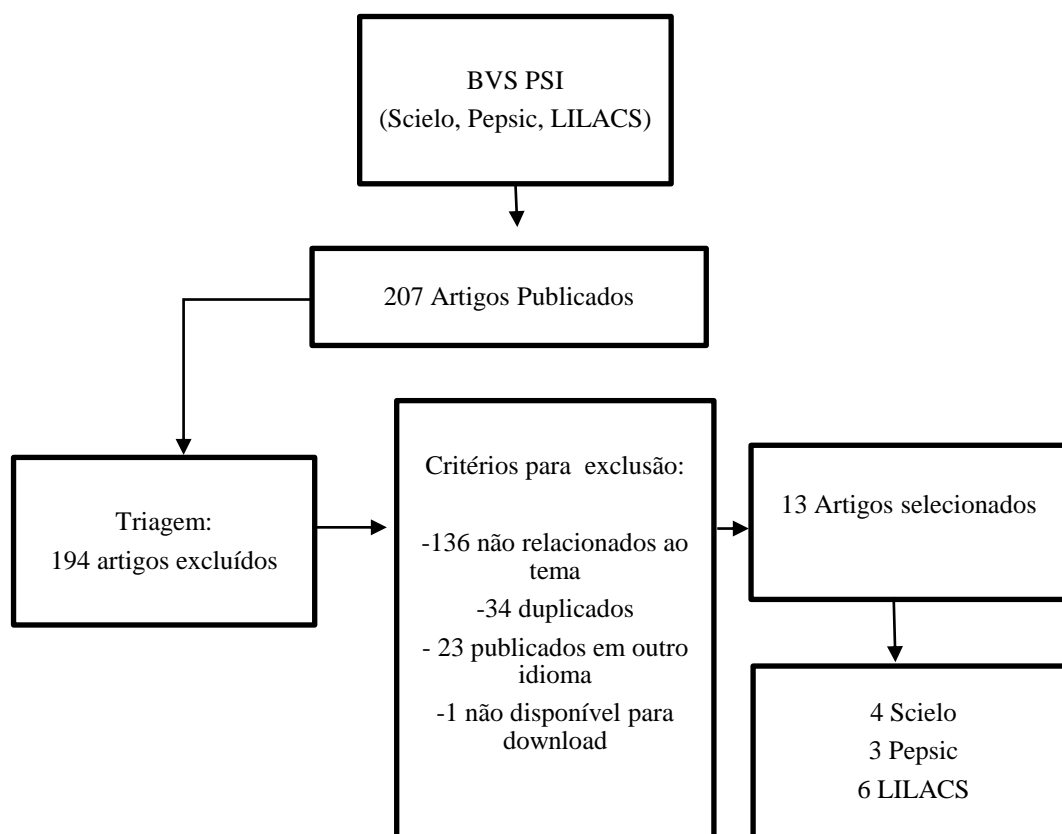 BVS PSI
(Scielo, Pepsic, LILACS)
207 Artigos Publicados
Triagem:
194 artigos excluídos
Critérios para exclusão:
-136 não relacionados ao
tema
-34 duplicados
- 23 publicados em outro
idioma
-1 não disponível para
download
13 Artigos selecionados
4 Scielo
3 Pepsic
6 LILACS